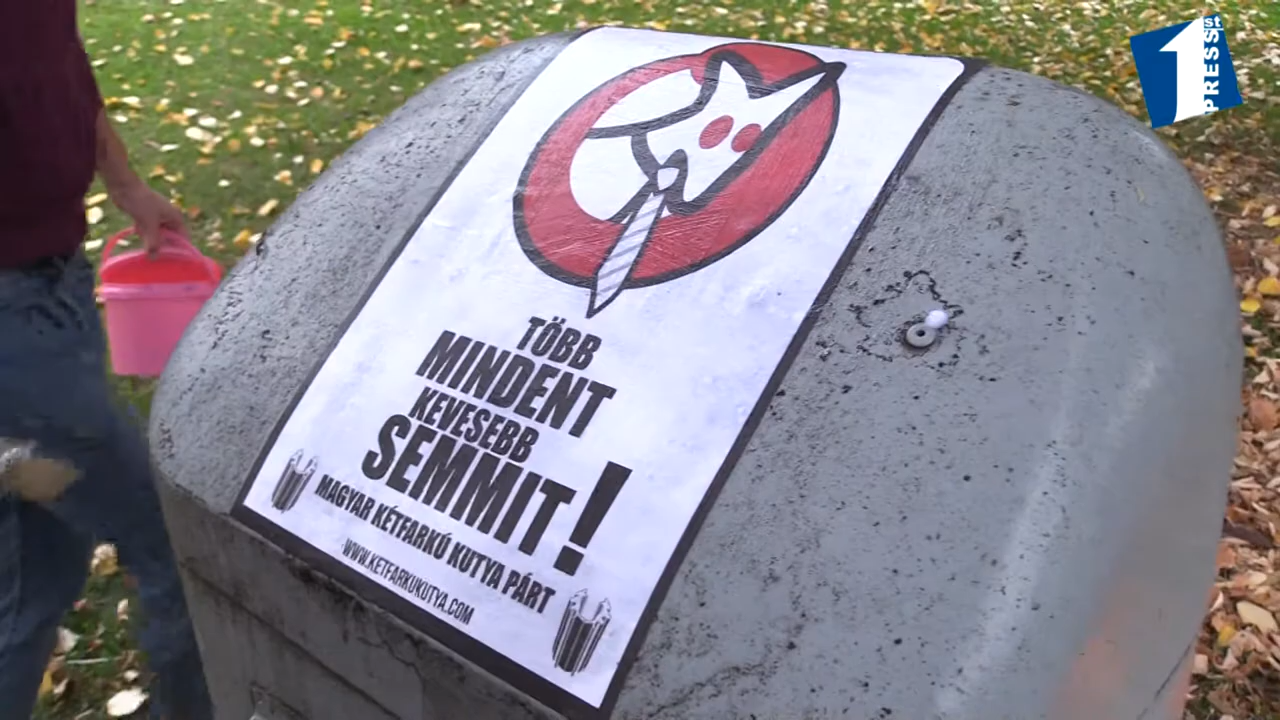 1st
PRESS
TÖBB
MINDENT
KEVESEBB
SEMMIT!
MAGYAR KÉTFARKÚ KUTYA PÁRT
WWW.KETFARKUKUTYA.COM